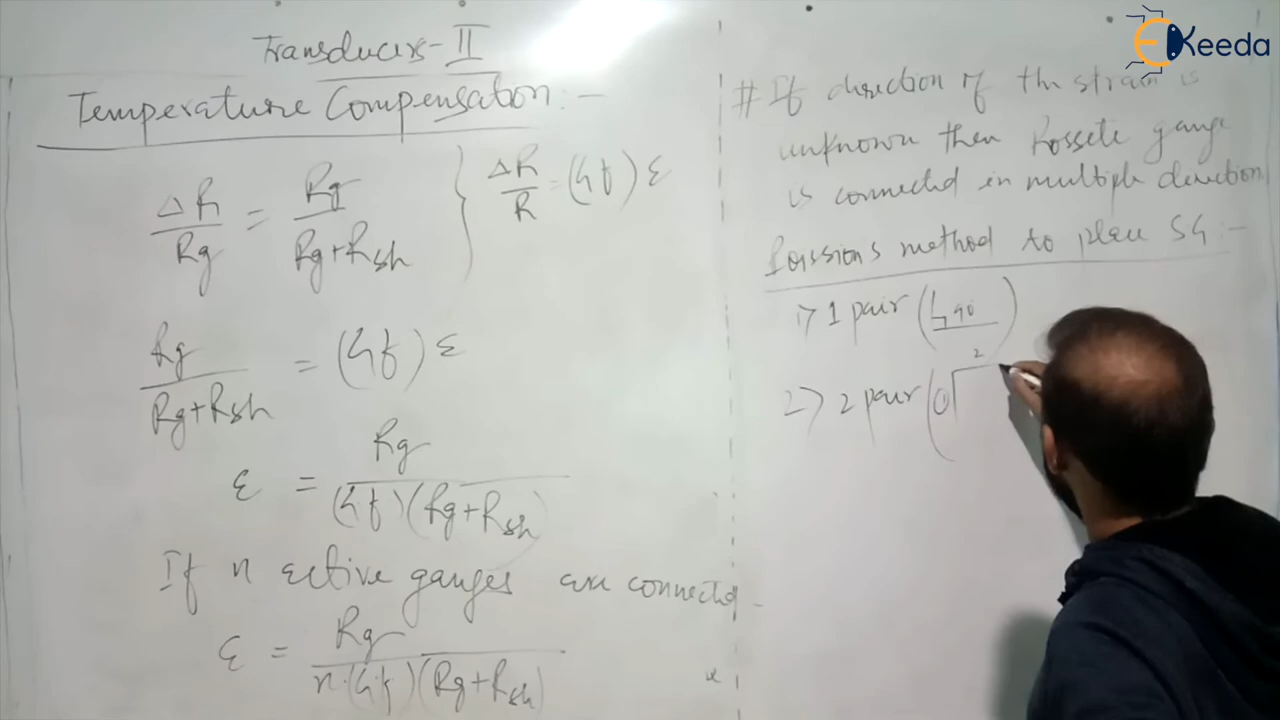 Transducers-II
Temperature Compensation:-
ΔR/Rg = Rg/(Rg+Rsh) } ΔR/R = (Gf) ε
Rg/(Rg+Rsh) = (Gf) ε
ε = Rg/((Gf)(Rg+Rsh))
If n active gauges are connected
ε = Rg/(n.(Gf)(Rg+Rsh))
# If direction of the strain is
unknown then Rossete gauge
is connected in multiple direction
Poission's method to place SG:-
1> 1 pair (90)
2> 2 pair (
EKeeda